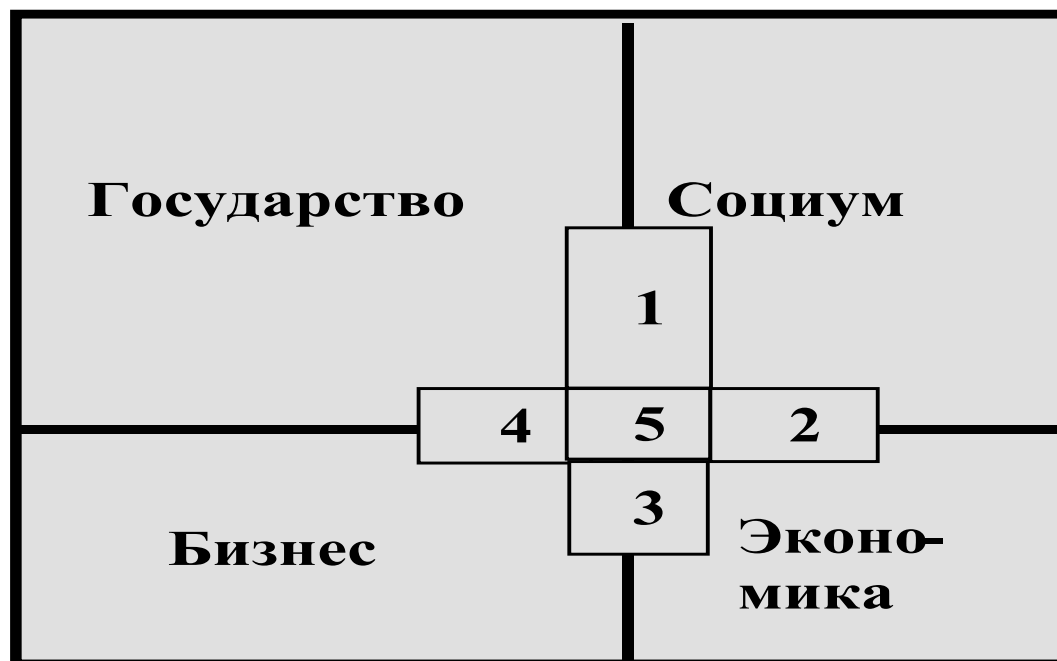 Государство
Социум
1
4
5
2
3
Бизнес
Эконо-
мика